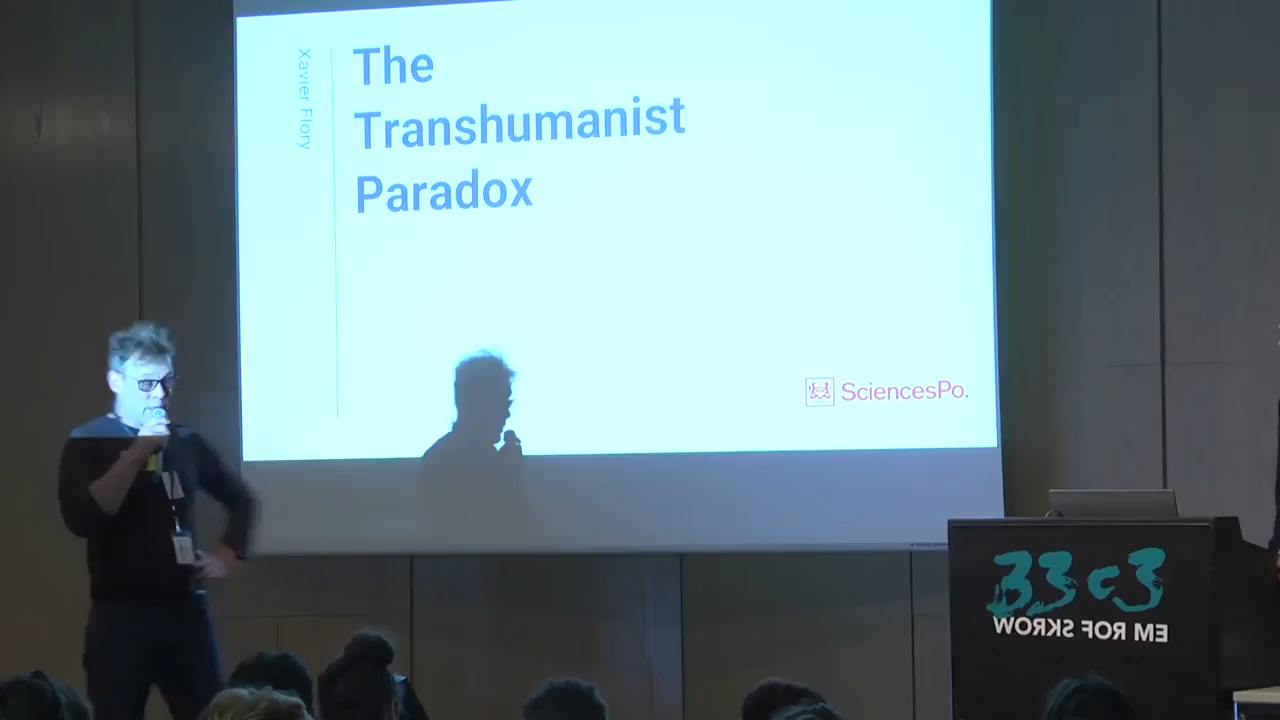 Xavier Flory
The
Transhumanist
Paradox
SciencesPo.
33c3
WORKS FOR ME